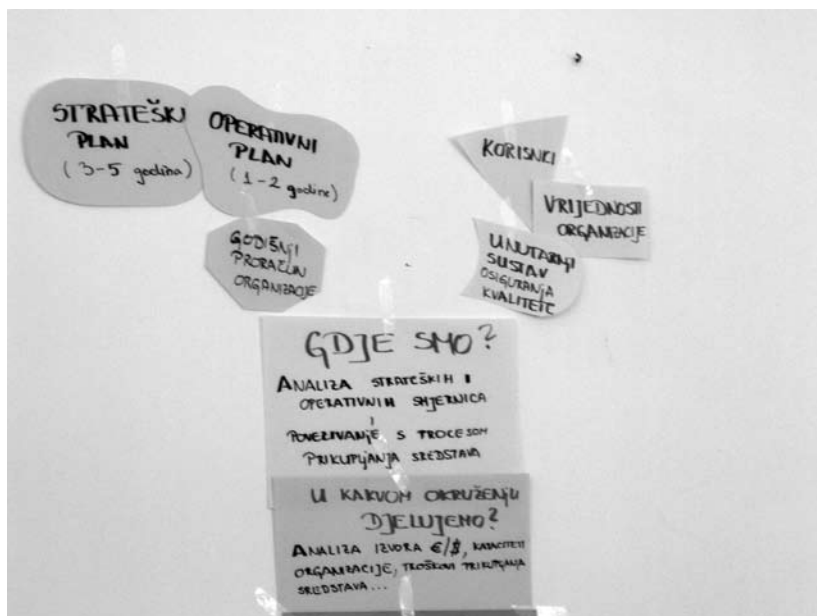 STRATEŠKI
PLAN
(3-5 godina)
OPERATIVNI
PLAN
(1-2 godine)
GODIŠNJI
PRORAČUN
ORGANIZACIJE
KORISNICI
VRIJEDNOSTI
ORGANIZACIJE
UNUTARNJI
SUSTAV
OSIGURANJA
KVALITETE
GDJE SMO?
ANALIZA STRATEŠKIH I
OPERATIVNIH SMJERNICA
I
POVEZIVANJE S PROCESOM
PRIKUPLJANJA SREDSTAVA
U KAKVOM OKRUŽENJU
DJELUJEMO?
ANALIZA IZVORA €/$, KAPACITETI
ORGANIZACIJE, TROŠKOVI PRIKUPLJANJA
SREDSTAVA...